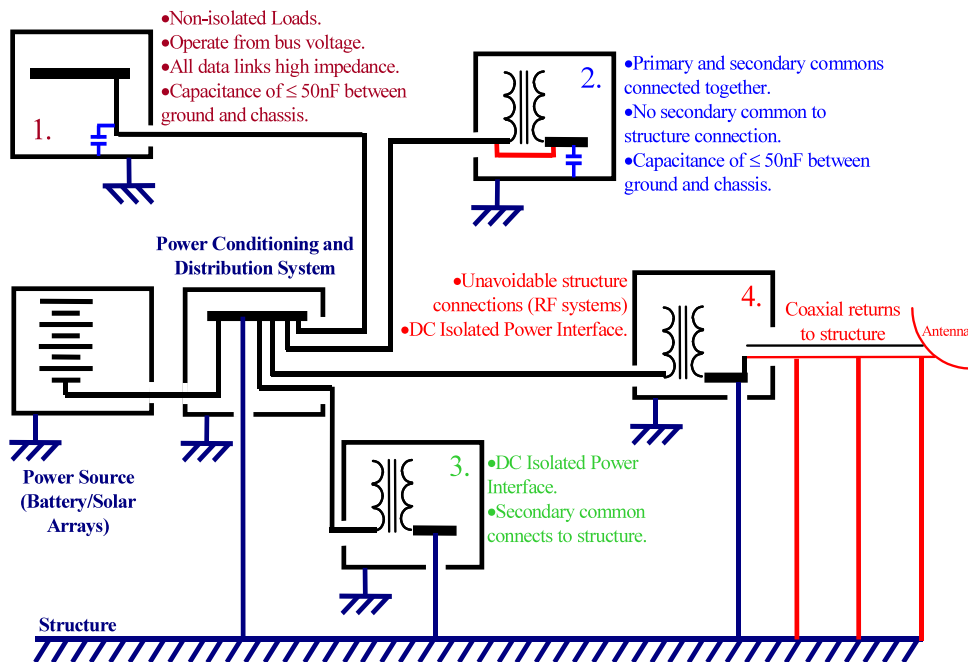 •Non-isolated Loads.
•Operate from bus voltage.
•All data links high impedance.
•Capacitance of ≤ 50nF between
ground and chassis.
1.
2.
•Primary and secondary commons
connected together.
•No secondary common to
structure connection.
•Capacitance of ≤ 50nF between
ground and chassis.
Power Conditioning and
Distribution System
•Unavoidable structure
connections (RF systems)
•DC Isolated Power Interface.
4.
Coaxial returns
to structure
Antenna
Power Source
(Battery/Solar
Arrays)
3.
•DC Isolated Power
Interface.
•Secondary common
connects to structure.
Structure